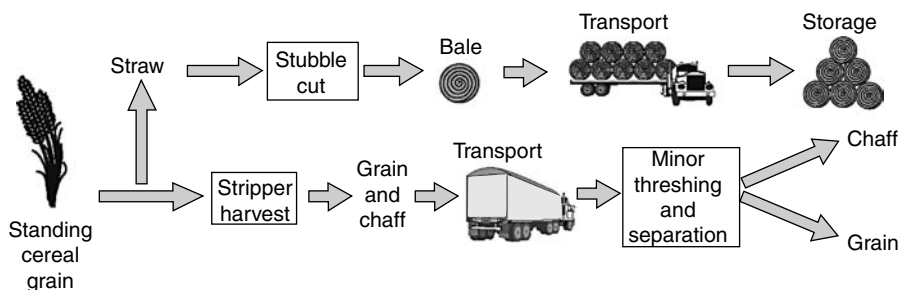 Straw
Stubble
cut
Bale
Transport
Storage
Standing
cereal
grain
Stripper
harvest
Grain
and
chaff
Transport
Minor
threshing
and
separation
Chaff
Grain